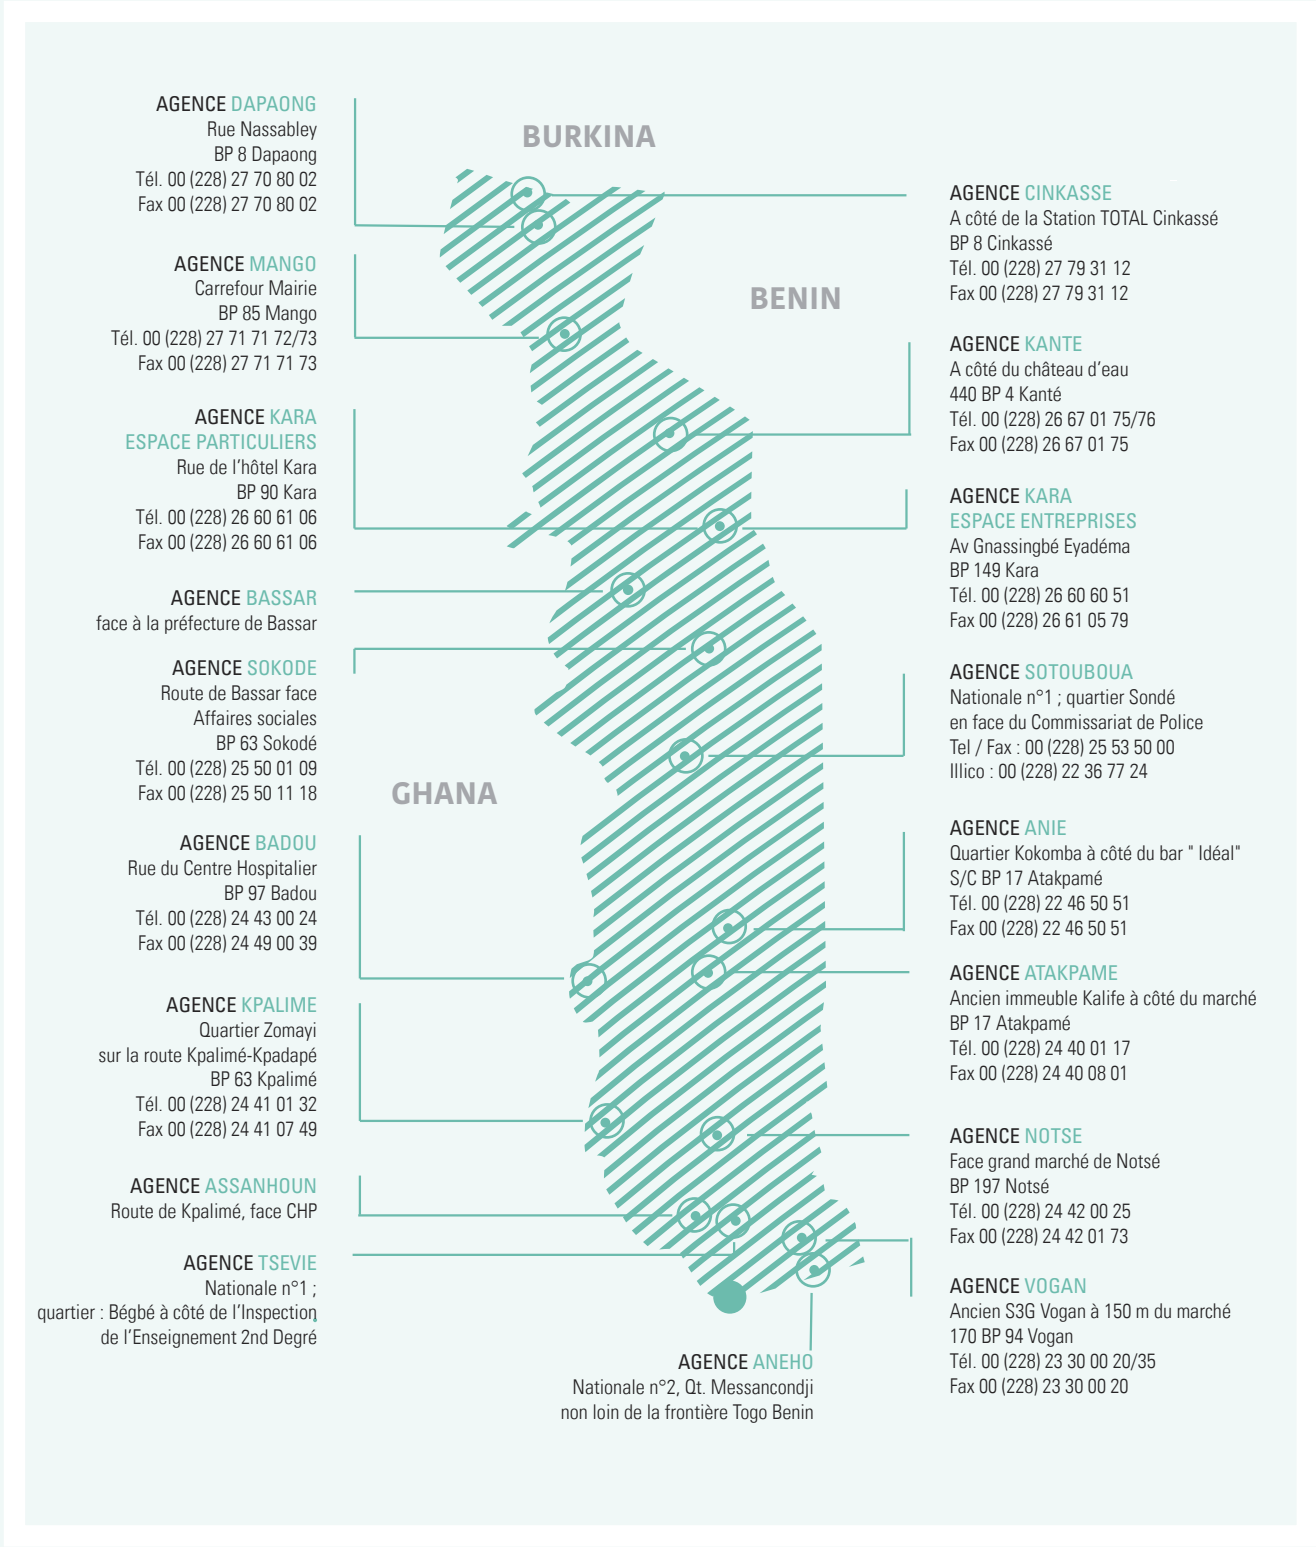 AGENCE DAPAONG
Rue Nassabley
BP 8 Dapaong
Tél. 00 (228) 27 70 80 02
Fax 00 (228) 27 70 80 02
AGENCE MANGO
Carrefour Mairie
BP 85 Mango
Tél. 00 (228) 27 71 71 72/73
Fax 00 (228) 27 71 71 73
AGENCE KARA
ESPACE PARTICULIERS
Rue de l'hôtel Kara
BP 90 Kara
Tél. 00 (228) 26 60 61 06
Fax 00 (228) 26 60 61 06
AGENCE BASSAR
face à la préfecture de Bassar
AGENCE SOKODE
Route de Bassar face
Affaires sociales
BP 63 Sokodé
Tél. 00 (228) 25 50 01 09
Fax 00 (228) 25 50 11 18
AGENCE BADOU
Rue du Centre Hospitalier
BP 97 Badou
Tél. 00 (228) 24 43 00 24
Fax 00 (228) 24 49 00 39
AGENCE KPALIME
Quartier Zomayi
sur la route Kpalimé-Kpadapé
BP 63 Kpalimé
Tél. 00 (228) 24 41 01 32
Fax 00 (228) 24 41 07 49
AGENCE ASSANHOUN
Route de Kpalimé, face CHP
AGENCE TSEVIE
Nationale n°1 ;
quartier : Bégbé à côté de l'Inspection
de l'Enseignement 2nd Degré
BURKINA
BENIN
GHANA
AGENCE ANEHO
Nationale n°2, Qt. Messancondji
non loin de la frontière Togo Benin
AGENCE CINKASSE
A côté de la Station TOTAL Cinkassé
BP 8 Cinkassé
Tél. 00 (228) 27 79 31 12
Fax 00 (228) 27 79 31 12
AGENCE KANTE
A côté du château d'eau
440 BP 4 Kanté
Tél. 00 (228) 26 67 01 75/76
Fax 00 (228) 26 67 01 75
AGENCE KARA
ESPACE ENTREPRISES
Av Gnassingbé Eyadéma
BP 149 Kara
Tél. 00 (228) 26 60 60 51
Fax 00 (228) 26 61 05 79
AGENCE SOTOUBOUA
Nationale n°1 ; quartier Sondé
en face du Commissariat de Police
Tel / Fax : 00 (228) 25 53 50 00
Illico : 00 (228) 22 36 77 24
AGENCE ANIE
Quartier Kokomba à côté du bar " Idéal"
S/C BP 17 Atakpamé
Tél. 00 (228) 22 46 50 51
Fax 00 (228) 22 46 50 51
AGENCE ATAKPAME
Ancien immeuble Kalife à côté du marché
BP 17 Atakpamé
Tél. 00 (228) 24 40 01 17
Fax 00 (228) 24 40 08 01
AGENCE NOTSE
Face grand marché de Notsé
BP 197 Notsé
Tél. 00 (228) 24 42 00 25
Fax 00 (228) 24 42 01 73
AGENCE VOGAN
Ancien S3G Vogan à 150 m du marché
170 BP 94 Vogan
Tél. 00 (228) 23 30 00 20/35
Fax 00 (228) 23 30 00 20